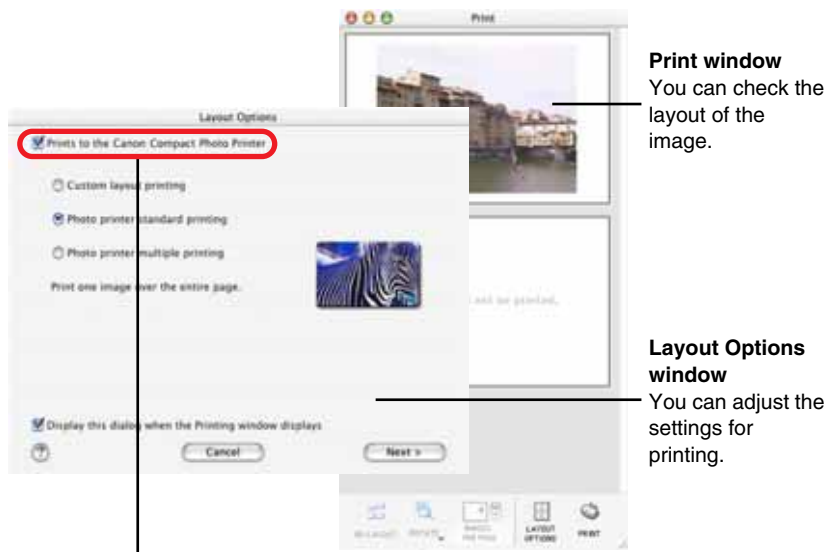 Print
Print window
You can check the
layout of the
image.
Layout Options
Prints to the Canon Compact Photo Printer
Custom layout printing
Photo printer standard printing
Photo printer multiple printing
Print one image over the entire page.
not be printed.
Layout Options
window
You can adjust the
settings for
printing.
Display this dialog when the Printing window displays
?
Cancel
Next >
LAYOUT
OPTIONS
PRINT